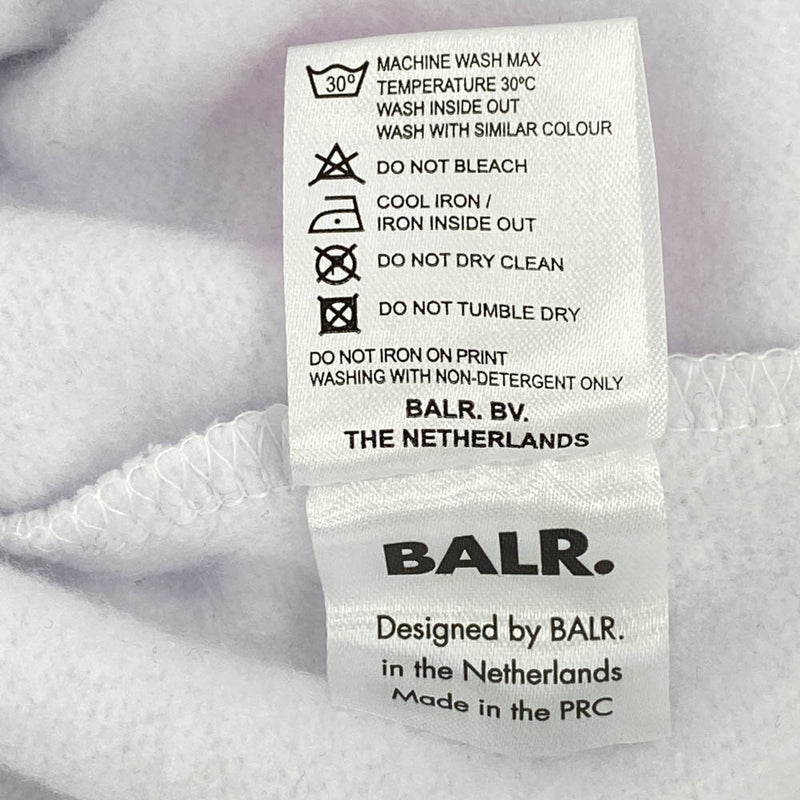 30°
MACHINE WASH MAX
TEMPERATURE 30°C
WASH INSIDE OUT
WASH WITH SIMILAR COLOUR
DO NOT BLEACH
COOL IRON /
IRON INSIDE OUT
P
DO NOT DRY CLEAN
DO NOT TUMBLE DRY
DO NOT IRON ON PRINT
WASHING WITH NON-DETERGENT ONLY
BALR. BV.
THE NETHERLANDS
BALR.
Designed by BALR.
in the Netherlands
Made in the PRC